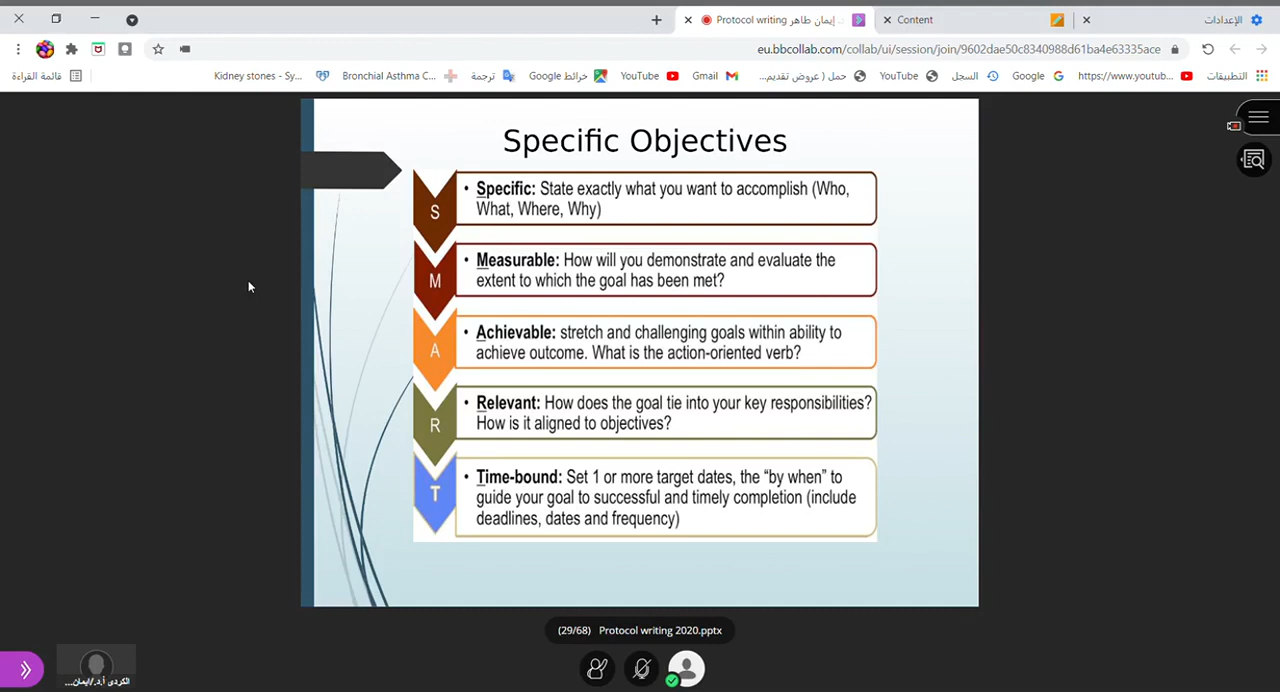 Protocol writing إيمان طاهر ...
Content
الإعدادات
eu.bbcollab.com/collab/ui/session/join/9602dae50c8340988d61ba4e63335ace
قائمة القراءة
Kidney stones - Sy...
Bronchial Asthma C...
ترجمة
خرائط Google
YouTube
Gmail
حمل ( عروض تقديم...
YouTube
السجل
Google
https://www.youtub...
التطبيقات
Specific Objectives
S
• Specific: State exactly what you want to accomplish (Who,
What, Where, Why)
M
• Measurable: How will you demonstrate and evaluate the
extent to which the goal has been met?
A
• Achievable: stretch and challenging goals within ability to
achieve outcome. What is the action-oriented verb?
R
• Relevant: How does the goal tie into your key responsibilities?
How is it aligned to objectives?
T
• Time-bound: Set 1 or more target dates, the “by when” to
guide your goal to successful and timely completion (include
deadlines, dates and frequency)
(29/68) Protocol writing 2020.pptx
الكردى أ.د./ايمان...